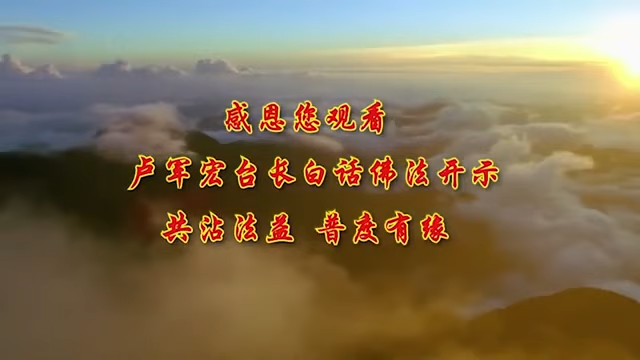 感恩您观看
卢军宏台长白话佛法开示
共沾法益 普度有缘